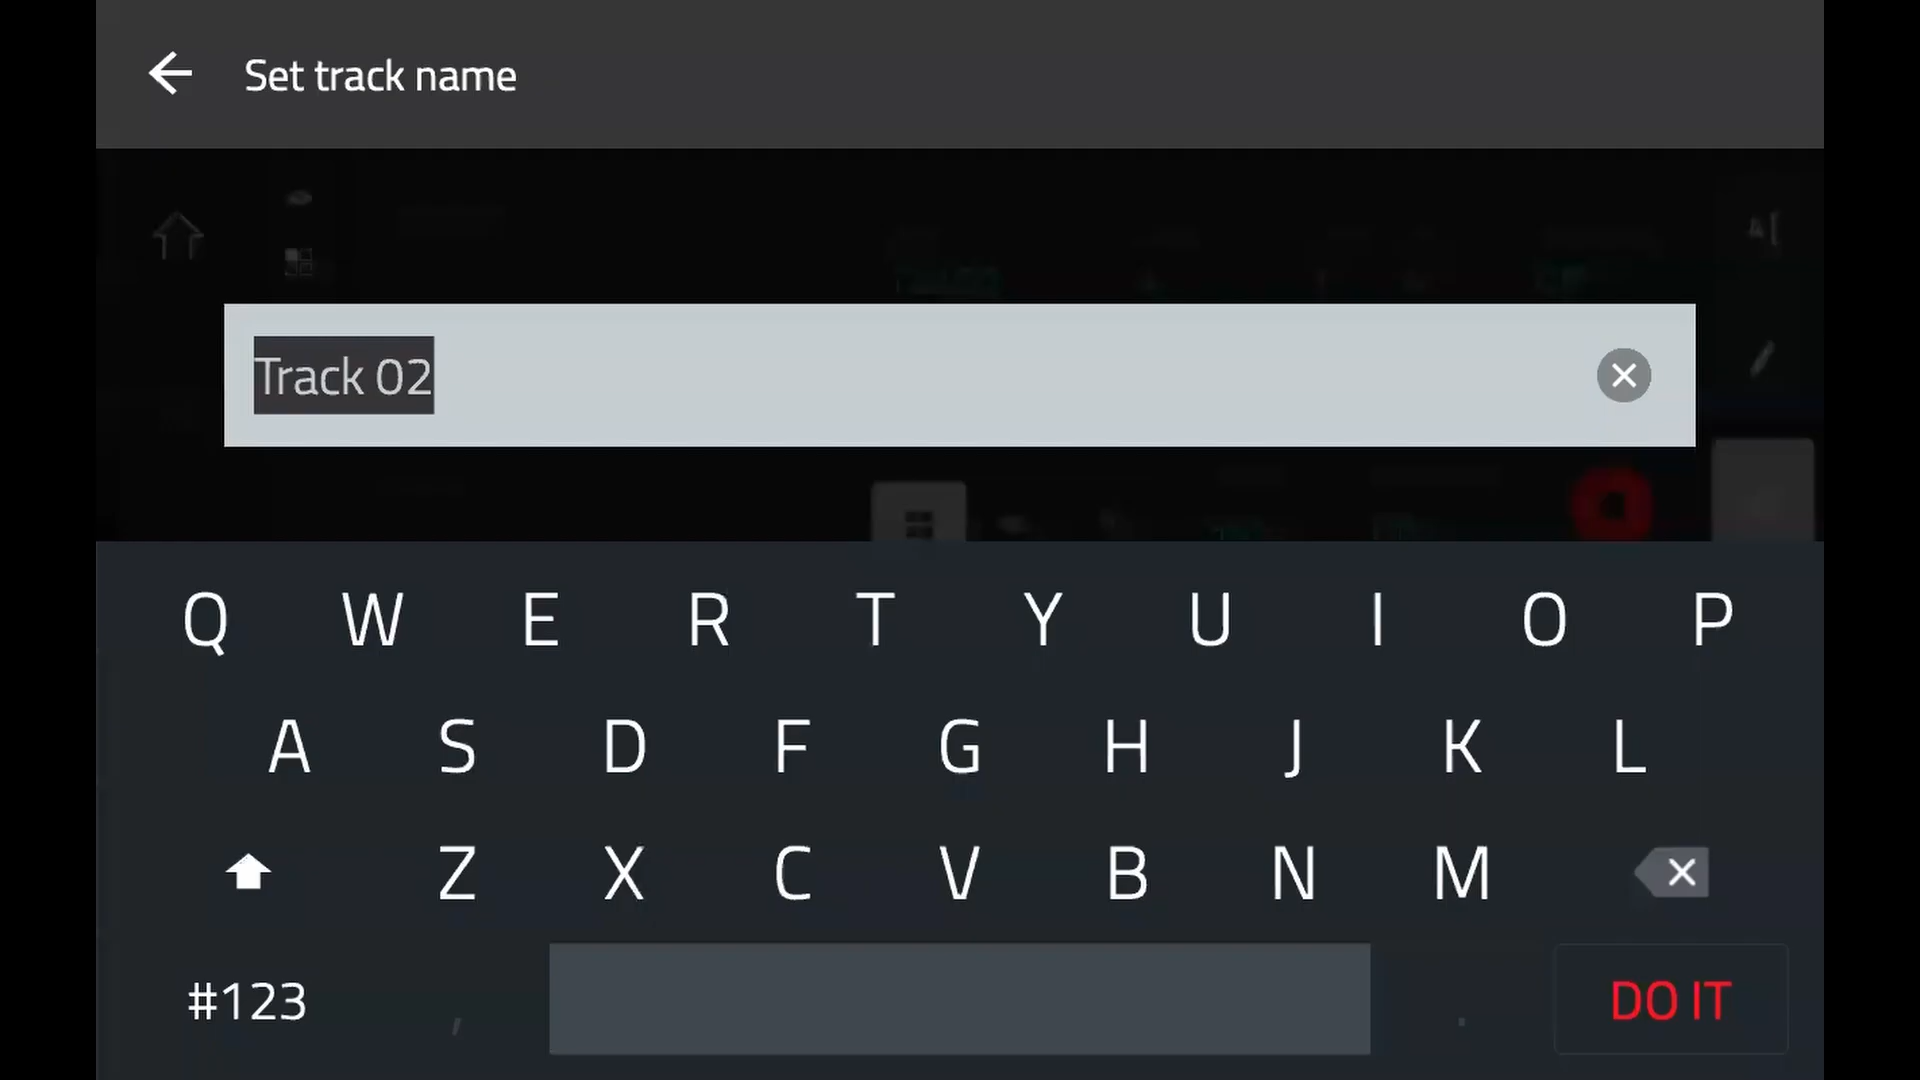 Set track name
Track 02
Q W E R T Y U I O P
A S D F G H J K L
Z X C V B N M
#123 , . DO IT